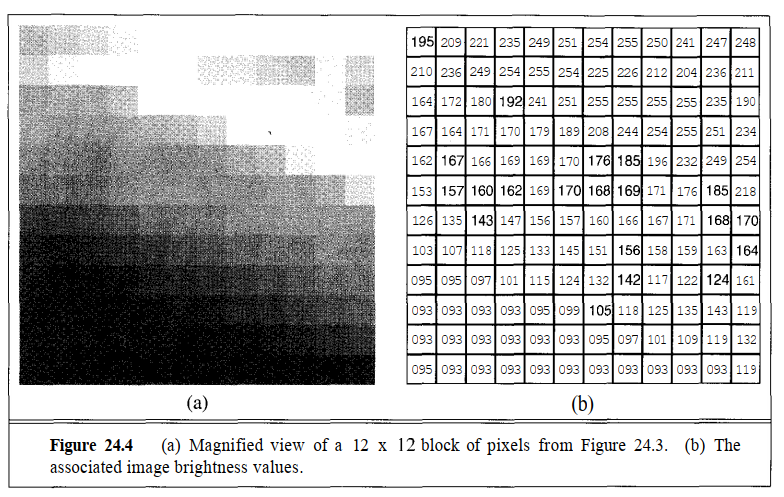 195 209 221 235 249 251 254 255 250 241 247 248
210 236 249 254 255 254 225 226 212 204 236 211
164 172 180 192 241 251 255 255 255 255 235 190
167 164 171 170 179 189 208 244 254 255 251 234
162 167 166 169 169 170 176 185 196 232 249 254
153 157 160 162 169 170 168 169 171 176 185 218
126 135 143 147 156 157 160 166 167 171 168 170
103 107 118 125 133 145 151 156 158 159 163 164
095 095 097 101 115 124 132 142 117 122 124 161
093 093 093 093 095 099 105 118 125 135 143 119
093 093 093 093 093 093 095 097 101 109 119 132
095 093 093 093 093 093 093 093 093 093 093 119
(a) (b)
Figure 24.4 (a) Magnified view of a 12 x 12 block of pixels from Figure 24.3. (b) The
associated image brightness values.